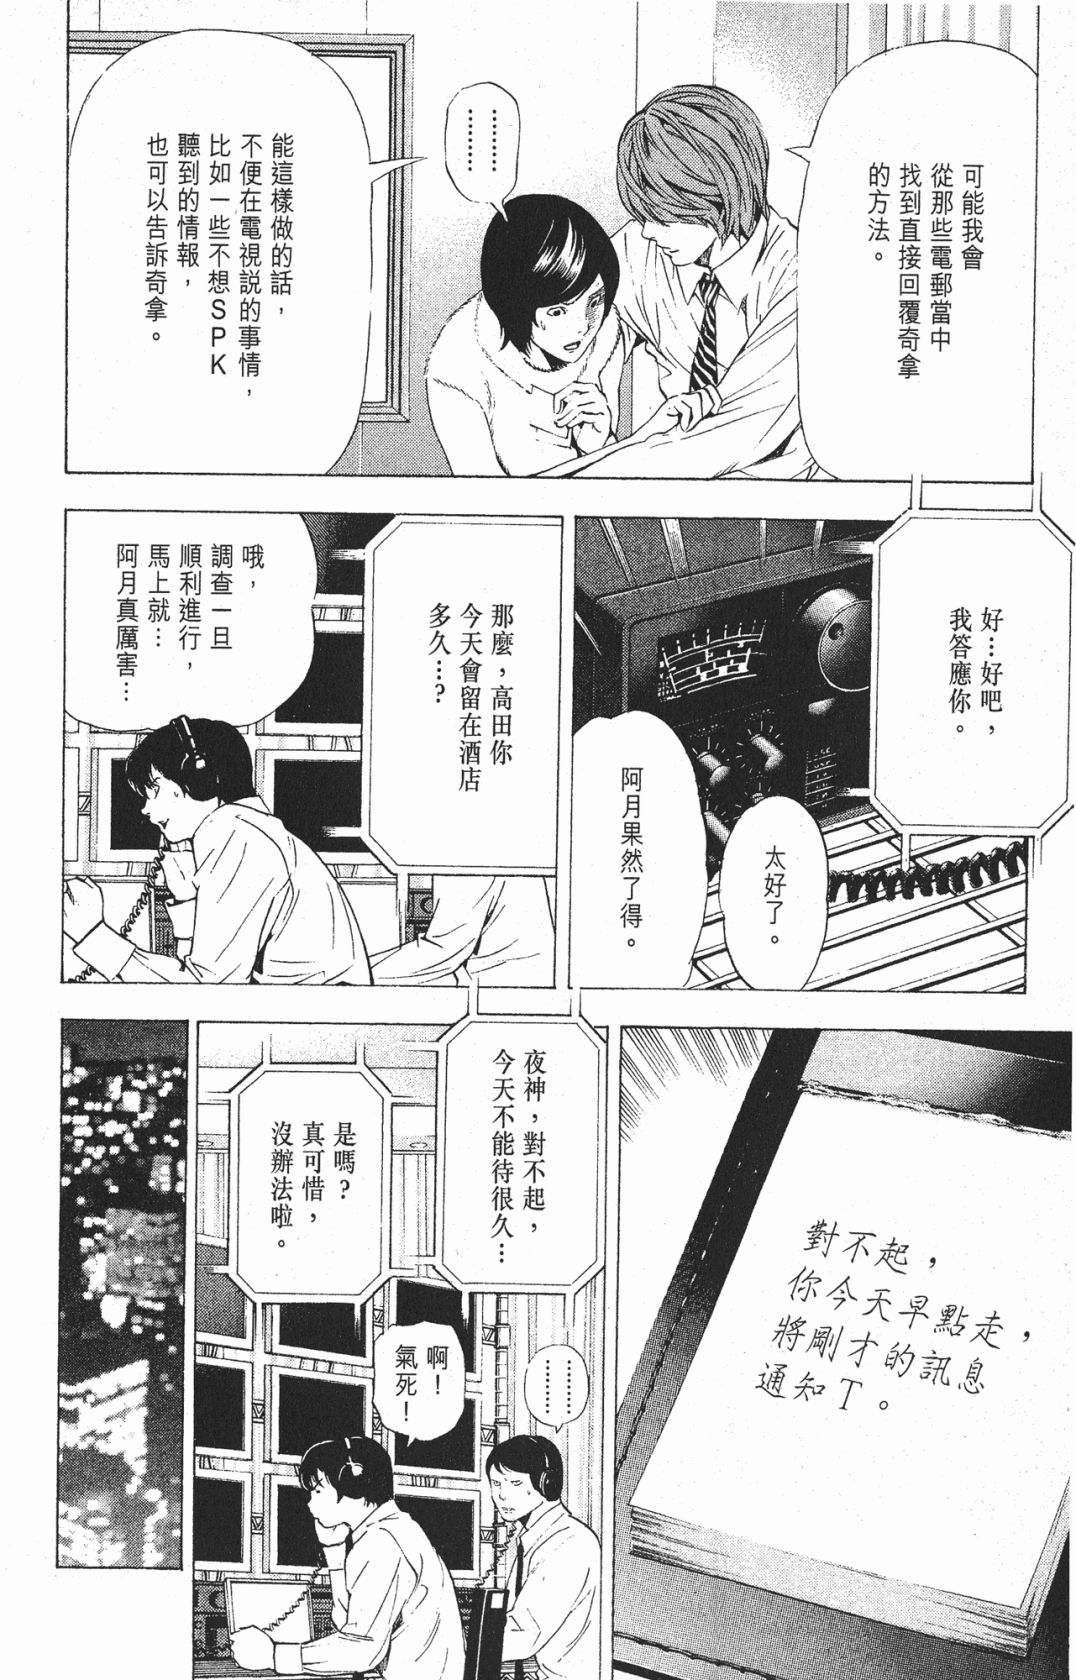 可能我會
從那些電郵當中
找到直接回覆奇拿
的方法。
………
………
能這樣做的話，
不便在電視說的事情，
比如一些不想SPK
聽到的情報，
也可以告訴奇拿。
好…好吧，
我答應你。
太好了。
阿月果然了得。
那麼，高田你
今天會留在酒店
多久…?
哦，
調查一旦
順利進行，
馬上就…
阿月真厲害…
對不起，
你今天早點走，
將剛才的訊息
通知T。
夜神，對不起，
今天不能待很久…
是嗎?
真可惜，
沒辦法啦。
………
………
啊!
氣死!